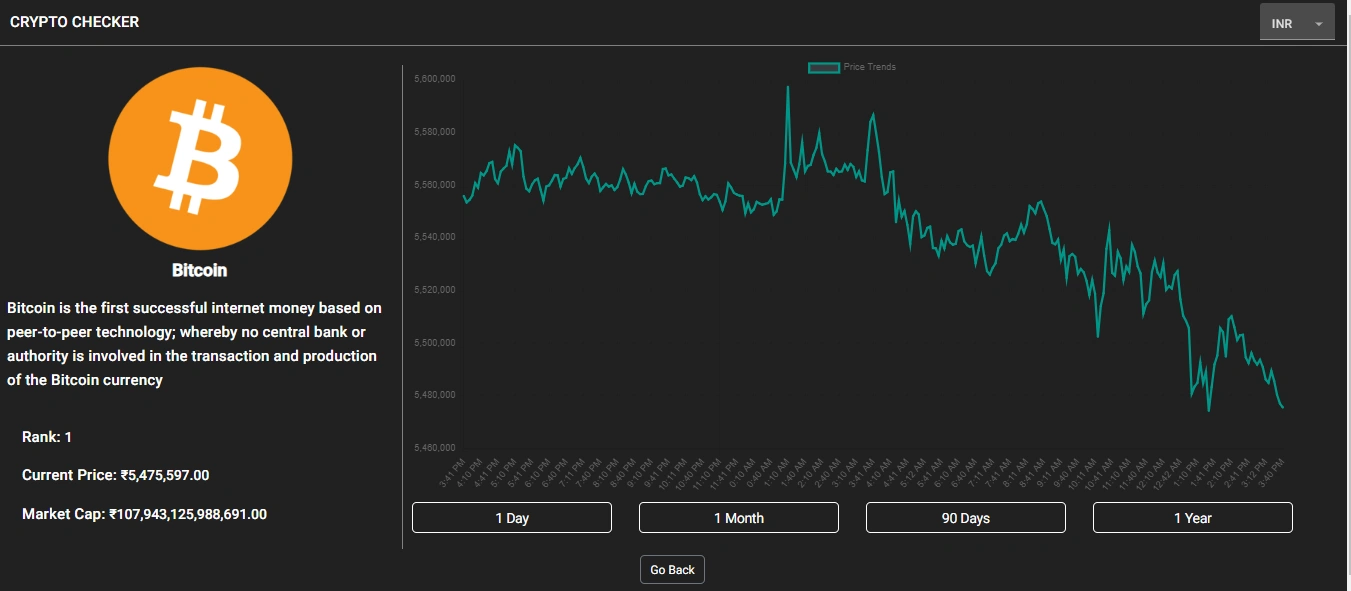 CRYPTO CHECKER
INR
Bitcoin
Bitcoin is the first successful internet money based on
peer-to-peer technology; whereby no central bank or
authority is involved in the transaction and production
of the Bitcoin currency
Rank: 1
Current Price: ₹5,475,597.00
Market Cap: ₹107,943,125,988,691.00
Price Trends
5,600,000
5,580,000
5,560,000
5,540,000
5,520,000
5,500,000
5,480,000
5,460,000
3:41 PM
4:10 PM
4:41 PM
5:10 PM
5:41 PM
6:10 PM
6:40 PM
7:11 PM
7:40 PM
8:10 PM
8:40 PM
9:10 PM
9:41 PM
10:10 PM
10:40 PM
11:10 PM
11:41 PM
0:10 AM
0:40 AM
1:10 AM
1:40 AM
2:10 AM
2:40 AM
3:10 AM
3:41 AM
4:10 AM
4:41 AM
5:12 AM
5:41 AM
6:10 AM
6:40 AM
7:11 AM
7:41 AM
8:11 AM
8:41 AM
9:11 AM
9:40 AM
10:11 AM
10:41 AM
11:10 AM
11:40 AM
12:10 AM
12:42 AM
1:10 PM
1:41 PM
2:10 PM
2:41 PM
3:12 PM
3:40 PM
1 Day
1 Month
90 Days
1 Year
Go Back